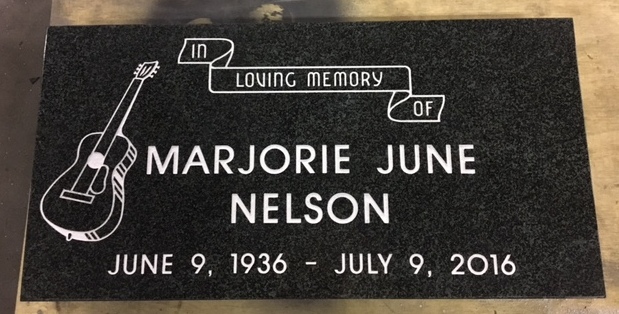 IN
LOVING MEMORY
OF
MARJORIE JUNE
NELSON
JUNE 9, 1936 - JULY 9, 2016